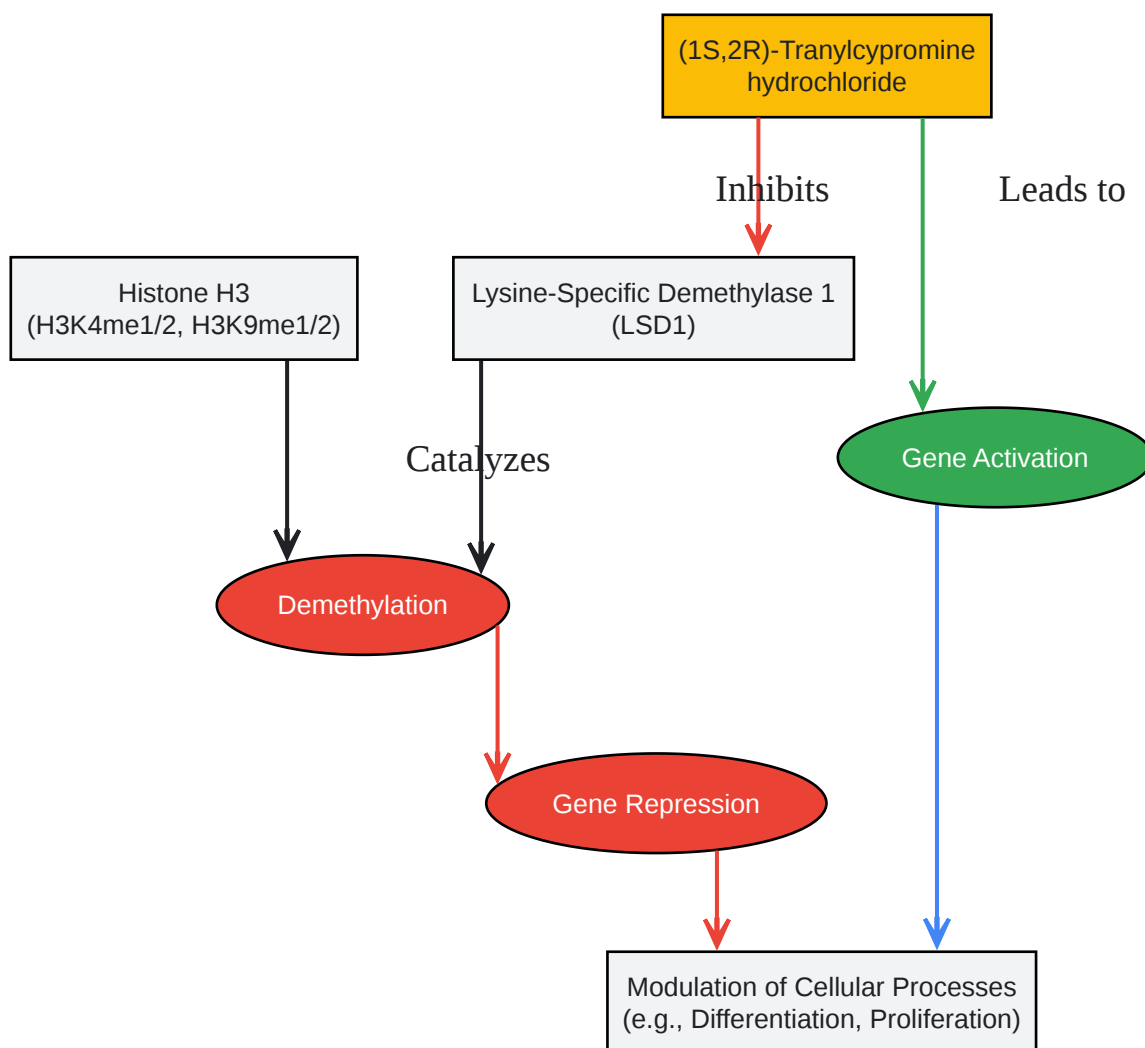 (1S,2R)-Tranylcypromine
hydrochloride
Inhibits
Leads to
Histone H3
(H3K4me1/2, H3K9me1/2)
Lysine-Specific Demethylase 1
(LSD1)
Catalyzes
Gene Activation
Demethylation
Gene Repression
Modulation of Cellular Processes
(e.g., Differentiation, Proliferation)